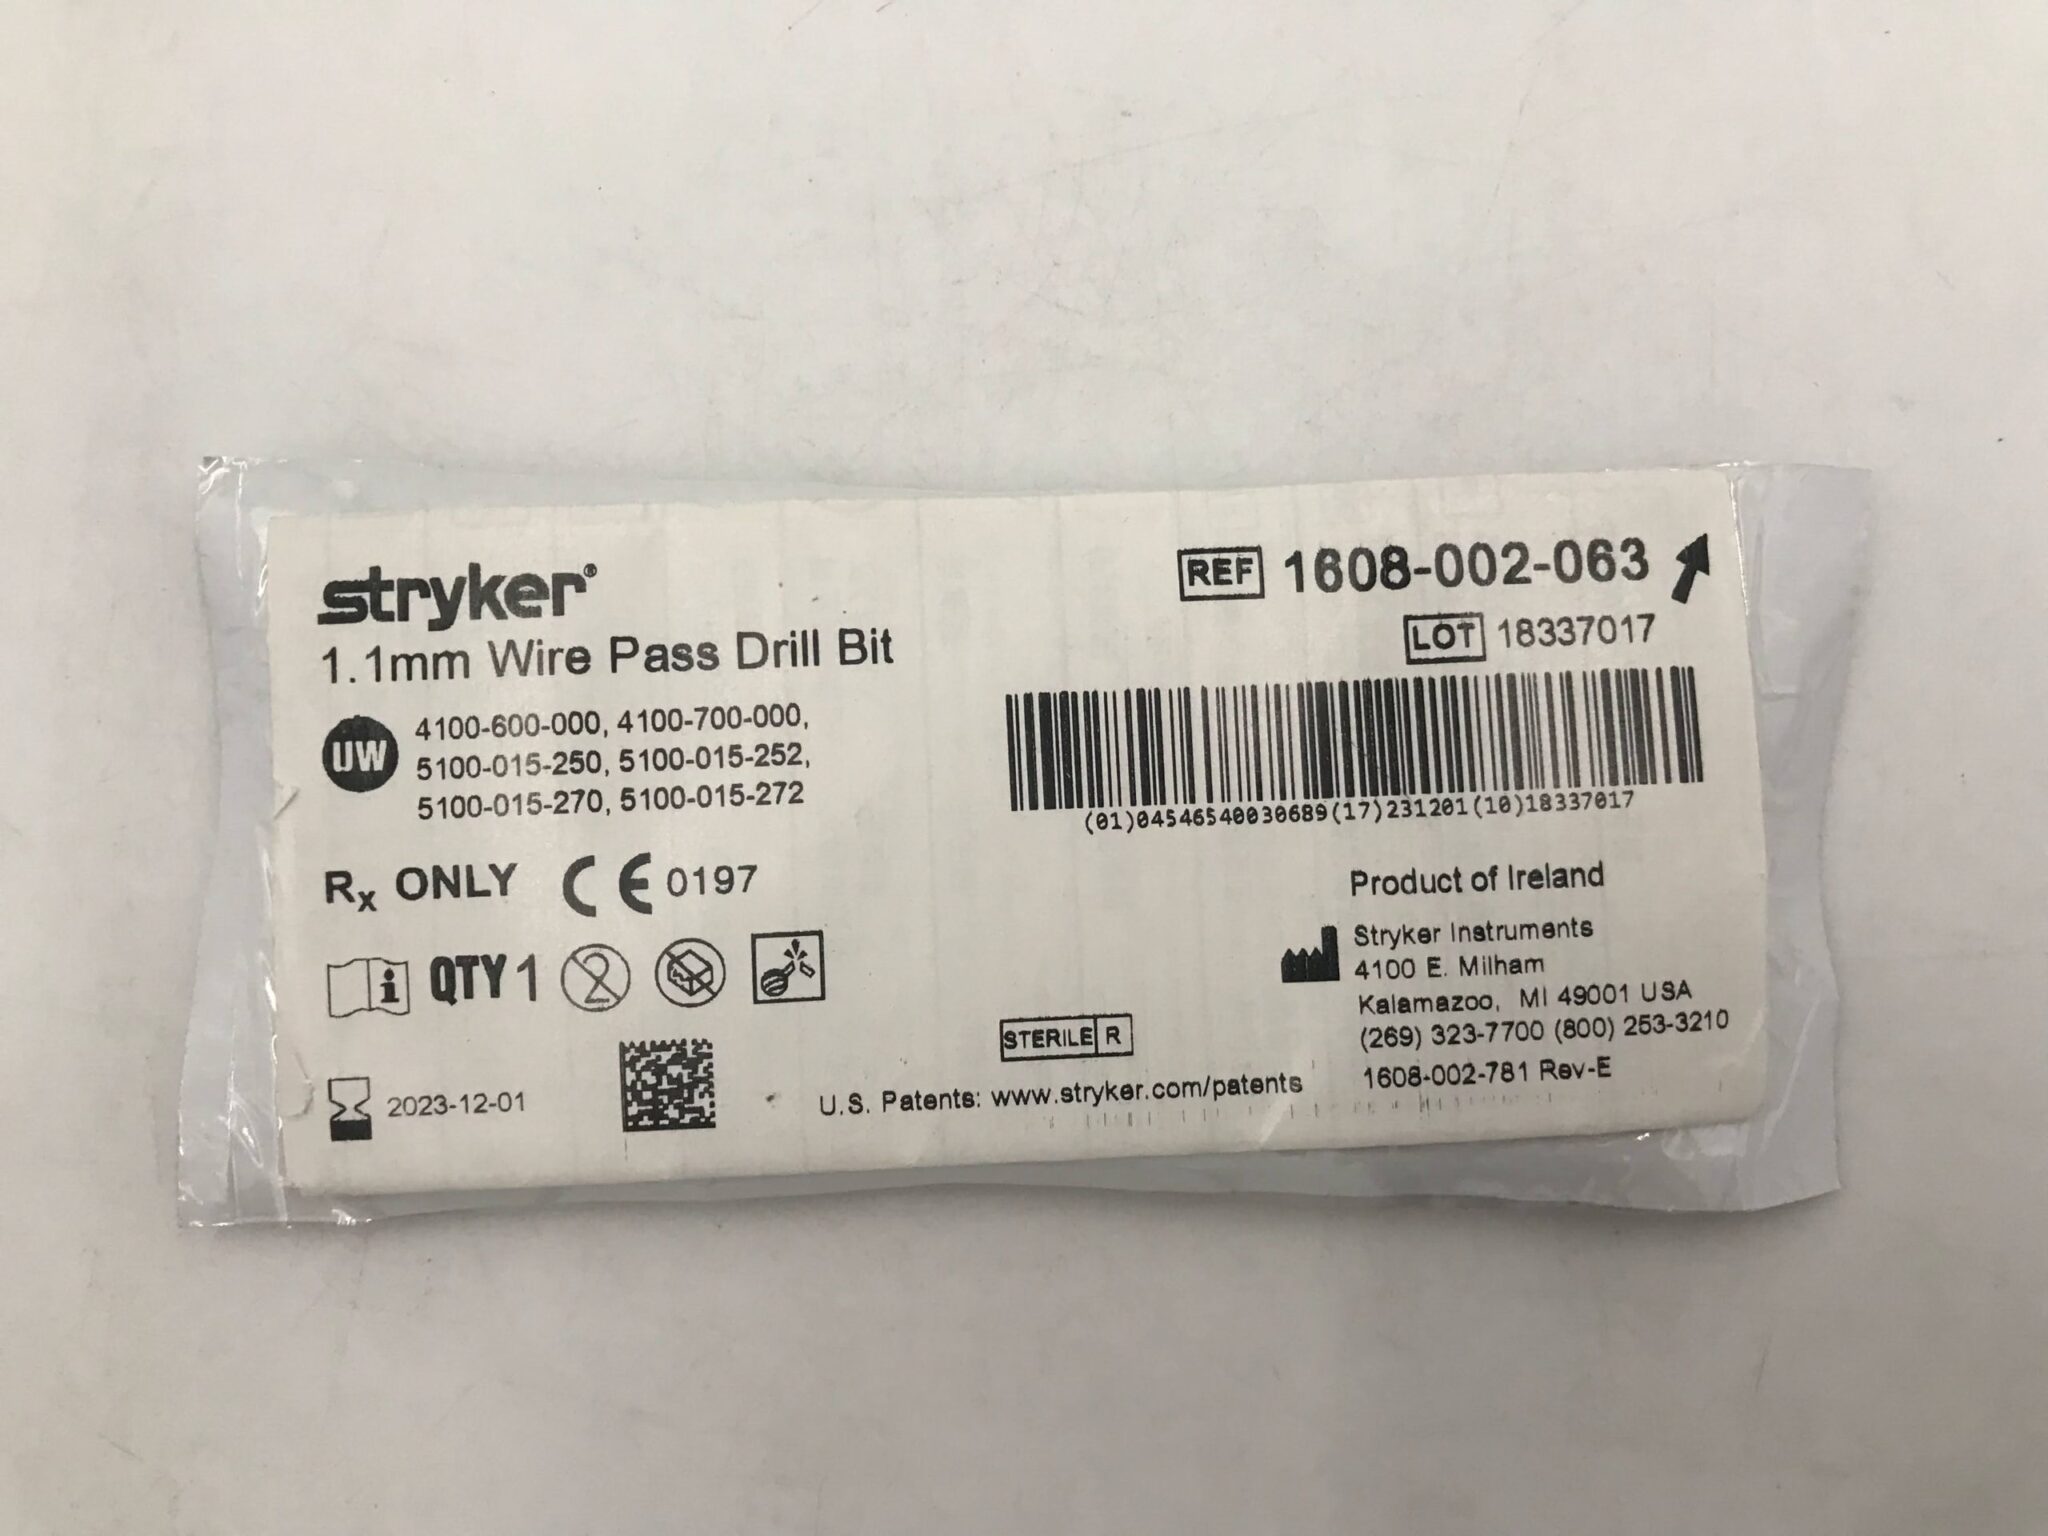 stryker®
1.1mm Wire Pass Drill Bit
UW
4100-600-000, 4100-700-000,
5100-015-250, 5100-015-252,
5100-015-270, 5100-015-272
Rx ONLY CE 0197
i QTY 1 2
2023-12-01
REF 1608-002-063
LOT 18337017
(01)04546540030689(17)231201(10)18337017
Product of Ireland
Stryker Instruments
4100 E. Milham
Kalamazoo, MI 49001 USA
(269) 323-7700 (800) 253-3210
1608-002-781 Rev-E
STERILE R
U.S. Patents: www.stryker.com/patents